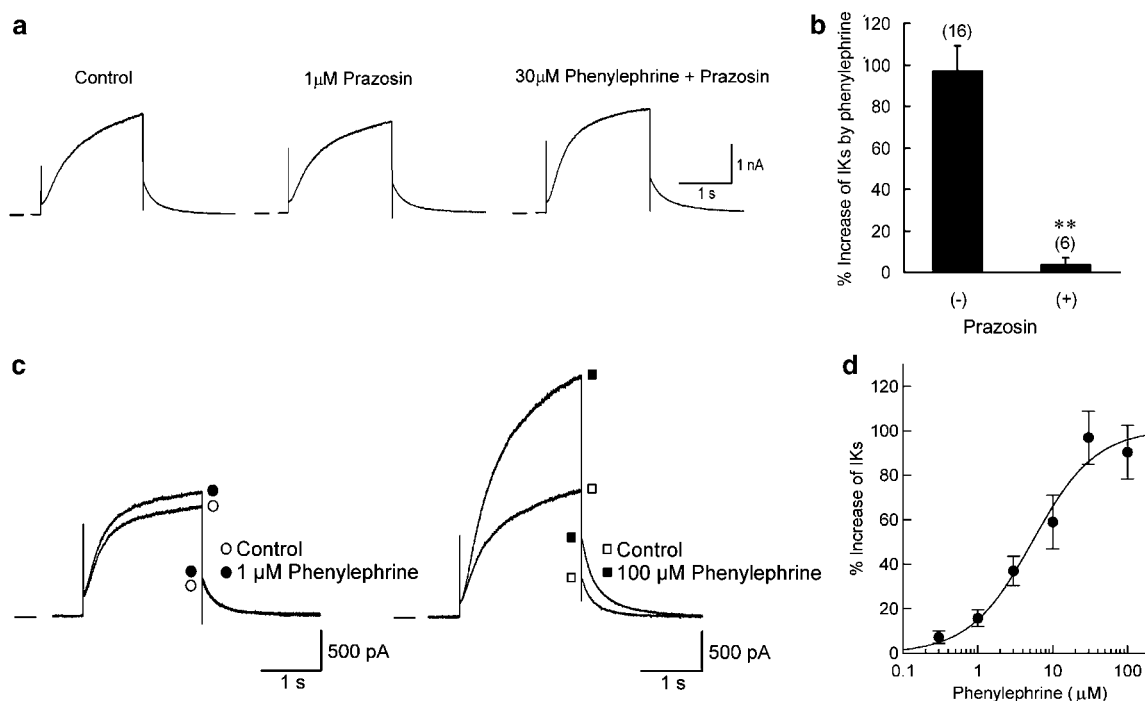 a
Control
1µM Prazosin
30µM Phenylephrine + Prazosin
1 nA
1 s
b
% Increase of IKs by phenylephrine
120
100
80
60
40
20
0
(16)
**
(6)
(-)
(+)
Prazosin
c
Control
1 µM Phenylephrine
500 pA
1 s
Control
100 µM Phenylephrine
500 pA
1 s
d
% Increase of IKs
120
100
80
60
40
20
0
0.1
1
10
100
Phenylephrine (µM)